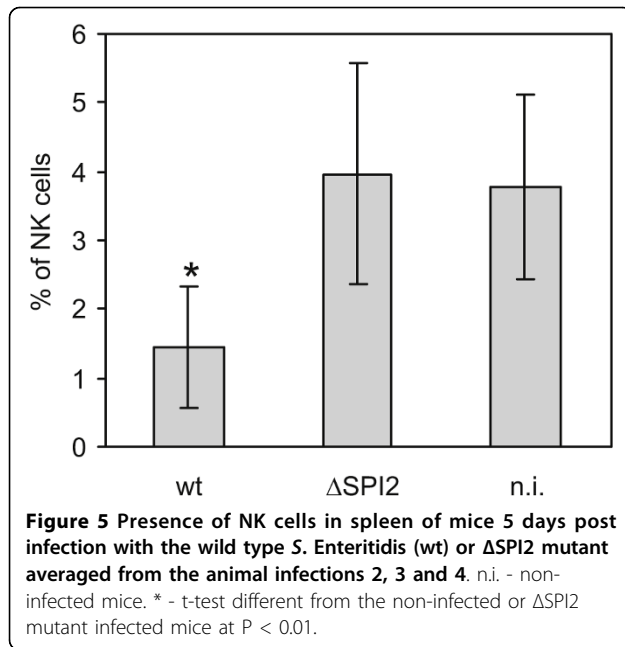 6
5
4
3
2
1
0
% of NK cells
*
wt ΔSPI2 n.i.
Figure 5 Presence of NK cells in spleen of mice 5 days post
infection with the wild type S. Enteritidis (wt) or ΔSPI2 mutant
averaged from the animal infections 2, 3 and 4. n.i. - non-
infected mice. * - t-test different from the non-infected or ΔSPI2
mutant infected mice at P < 0.01.